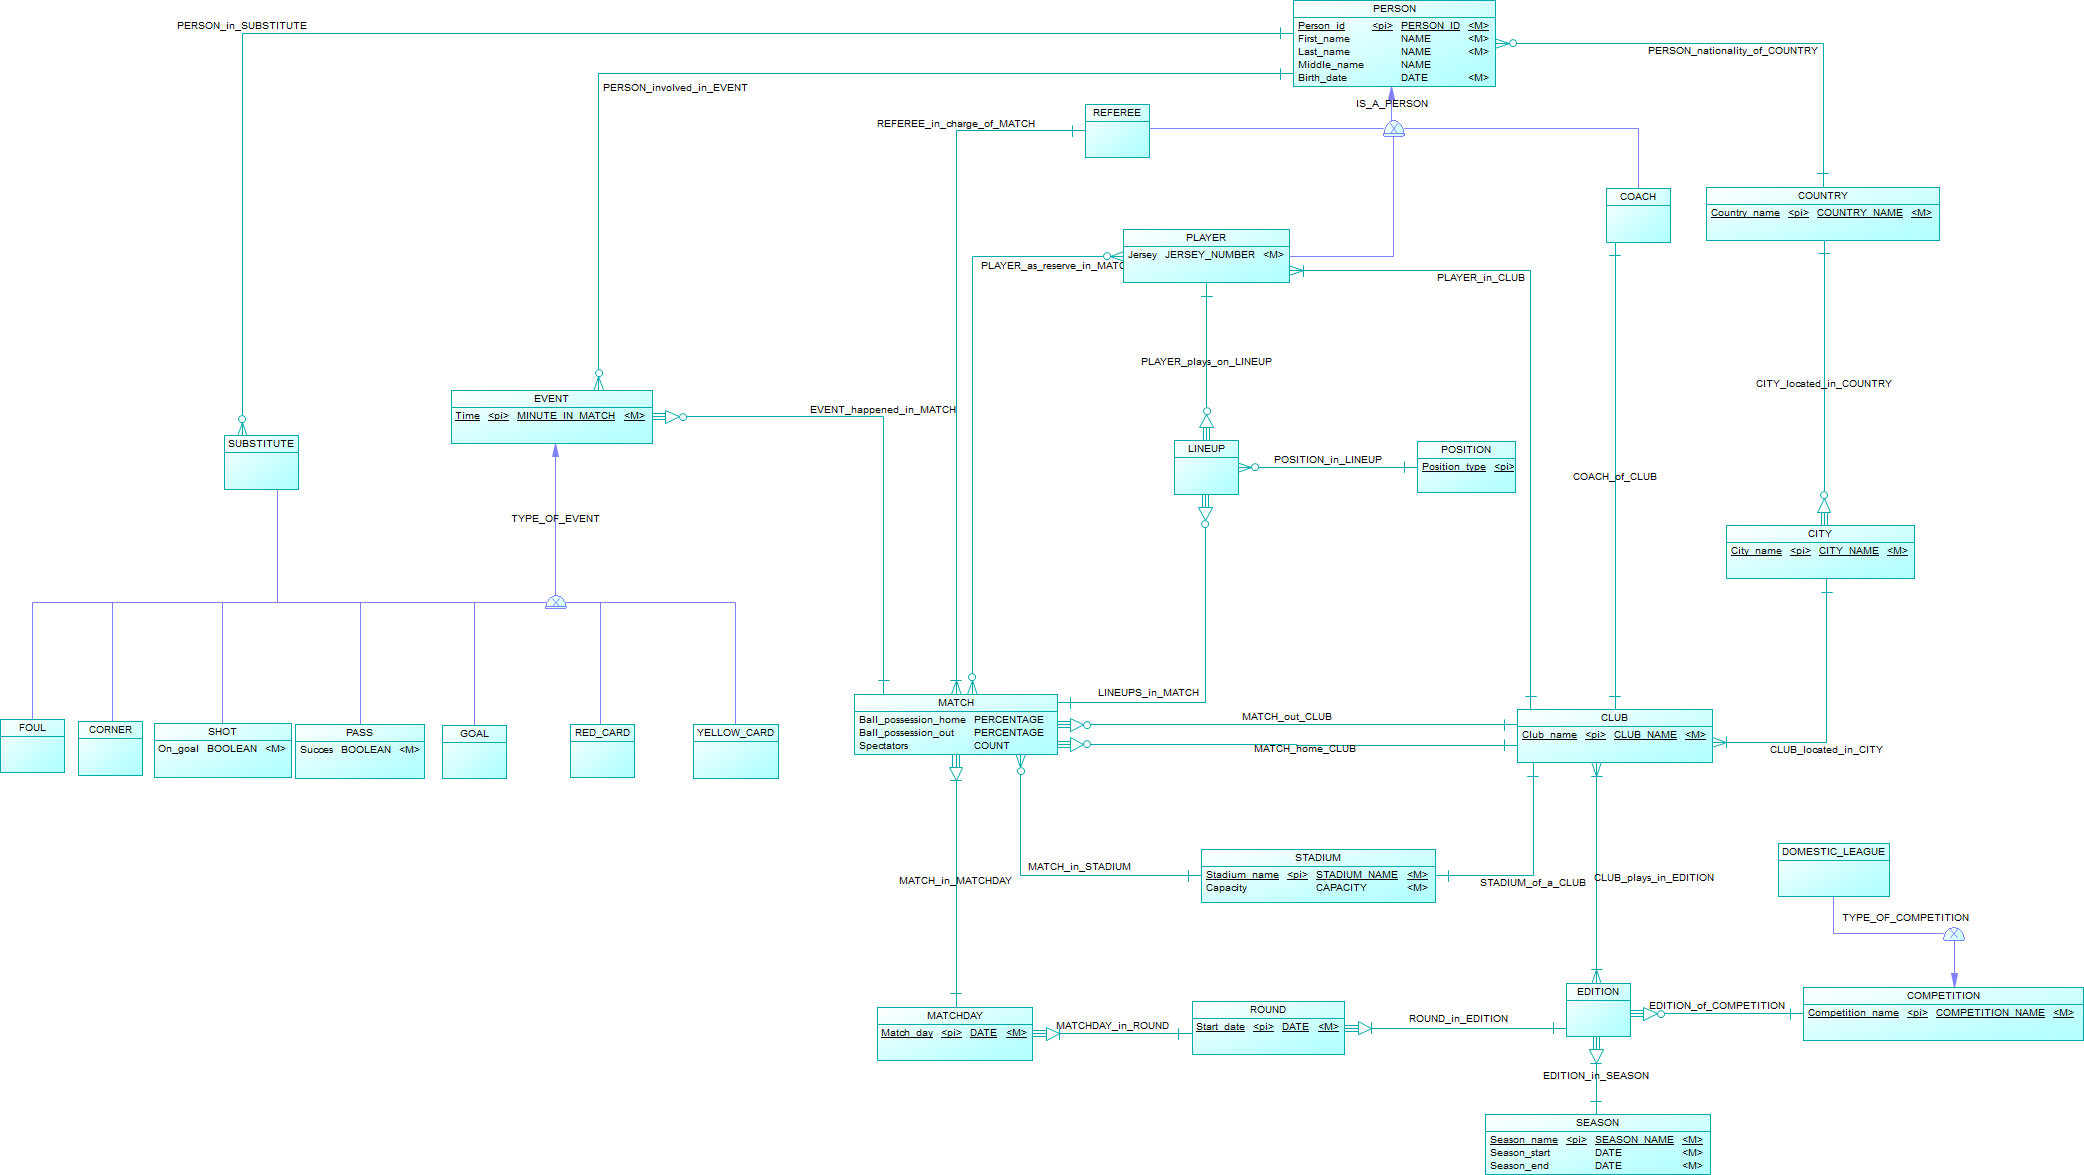 PERSON
Person_id <pi> PERSON_ID <M>
First_name NAME <M>
Last_name NAME <M>
Middle_name NAME
Birth_date DATE <M>
PERSON_in_SUBSTITUTE
PERSON_nationality_of_COUNTRY
PERSON_involved_in_EVENT
IS_A_PERSON
X
REFEREE
REFEREE_in_charge_of_MATCH
COACH
COUNTRY
Country_name <pi> COUNTRY_NAME <M>
PLAYER
Jersey JERSEY_NUMBER <M>
PLAYER_as_reserve_in_MATC
PLAYER_in_CLUB
PLAYER_plays_on_LINEUP
CITY_located_in_COUNTRY
EVENT
Time <pi> MINUTE_IN_MATCH <M>
EVENT_happened_in_MATCH
SUBSTITUTE
LINEUP
POSITION_in_LINEUP
POSITION
Position_type <pi>
COACH_of_CLUB
TYPE_OF_EVENT
X
CITY
City_name <pi> CITY_NAME <M>
FOUL
CORNER
SHOT
On_goal BOOLEAN <M>
PASS
Succes BOOLEAN <M>
GOAL
RED_CARD
YELLOW_CARD
LINEUPS_in_MATCH
MATCH
Ball_possession_home PERCENTAGE
Ball_possession_out PERCENTAGE
Spectators COUNT
MATCH_out_CLUB
MATCH_home_CLUB
CLUB
Club_name <pi> CLUB_NAME <M>
CLUB_located_in_CITY
MATCH_in_STADIUM
STADIUM
Stadium_name <pi> STADIUM_NAME <M>
Capacity CAPACITY <M>
STADIUM_of_a_CLUB
CLUB_plays_in_EDITION
MATCH_in_MATCHDAY
DOMESTIC_LEAGUE
TYPE_OF_COMPETITION
X
MATCHDAY
Match_day <pi> DATE <M>
MATCHDAY_in_ROUND
ROUND
Start_date <pi> DATE <M>
ROUND_in_EDITION
EDITION
EDITION_of_COMPETITION
COMPETITION
Competition_name <pi> COMPETITION_NAME <M>
EDITION_in_SEASON
SEASON
Season_name <pi> SEASON_NAME <M>
Season_start DATE <M>
Season_end DATE <M>